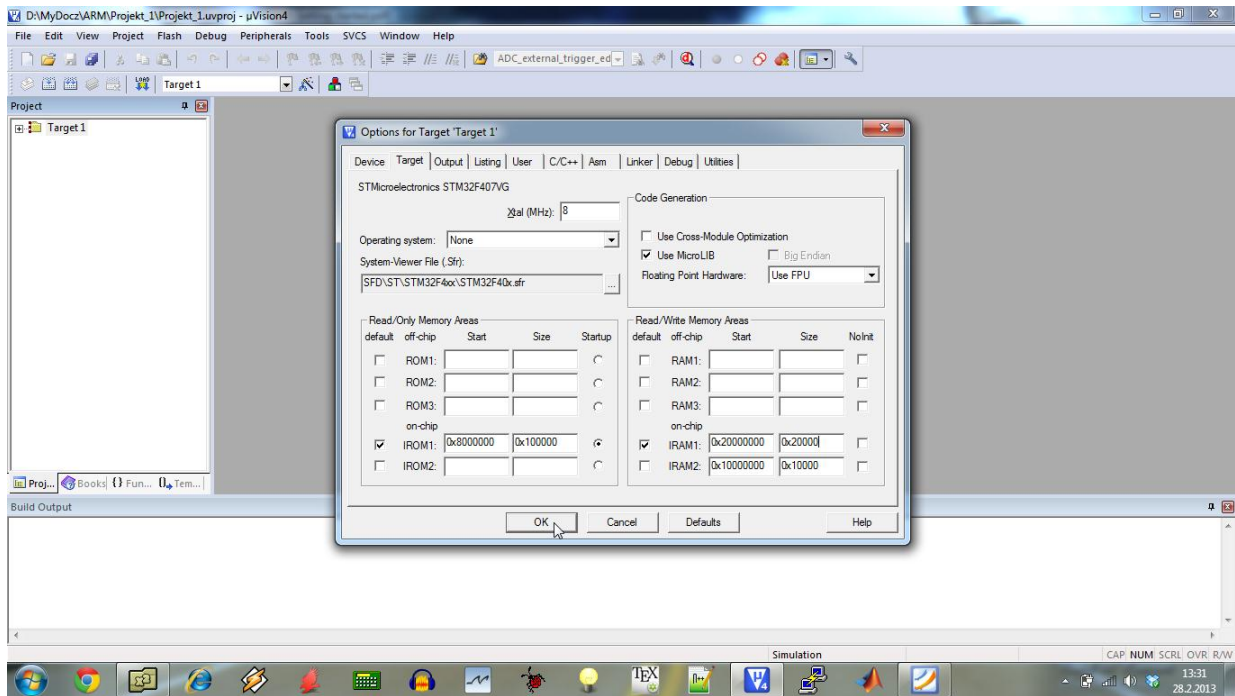 D:\MyDocz\ARM\Projekt_1\Projekt_1.uvproj - µVision4
File Edit View Project Flash Debug Peripherals Tools SVCS Window Help
ADC_external_trigger_ed
LOAD Target 1
Project
Target 1
Options for Target 'Target 1'
Device Target Output Listing User C/C++ Asm Linker Debug Utilities
STMicroelectronics STM32F407VG
Xtal (MHz): 8
Operating system: None
System-Viewer File (.Sfr):
SFD\ST\STM32F4xx\STM32F40x.sfr ...
Code Generation
Use Cross-Module Optimization
Use MicroLIB Big Endian
Floating Point Hardware: Use FPU
Read/Only Memory Areas
default off-chip Start Size Startup
ROM1:
ROM2:
ROM3:
on-chip
IROM1: 0x8000000 0x100000
IROM2:
Read/Write Memory Areas
default off-chip Start Size NoInit
RAM1:
RAM2:
RAM3:
on-chip
IRAM1: 0x20000000 0x20000
IRAM2: 0x10000000 0x10000
OK Cancel Defaults Help
Proj... Books {} Fun... Tem...
Build Output
Simulation CAP NUM SCRL OVR R/W
TEX
13:31
28.2.2013